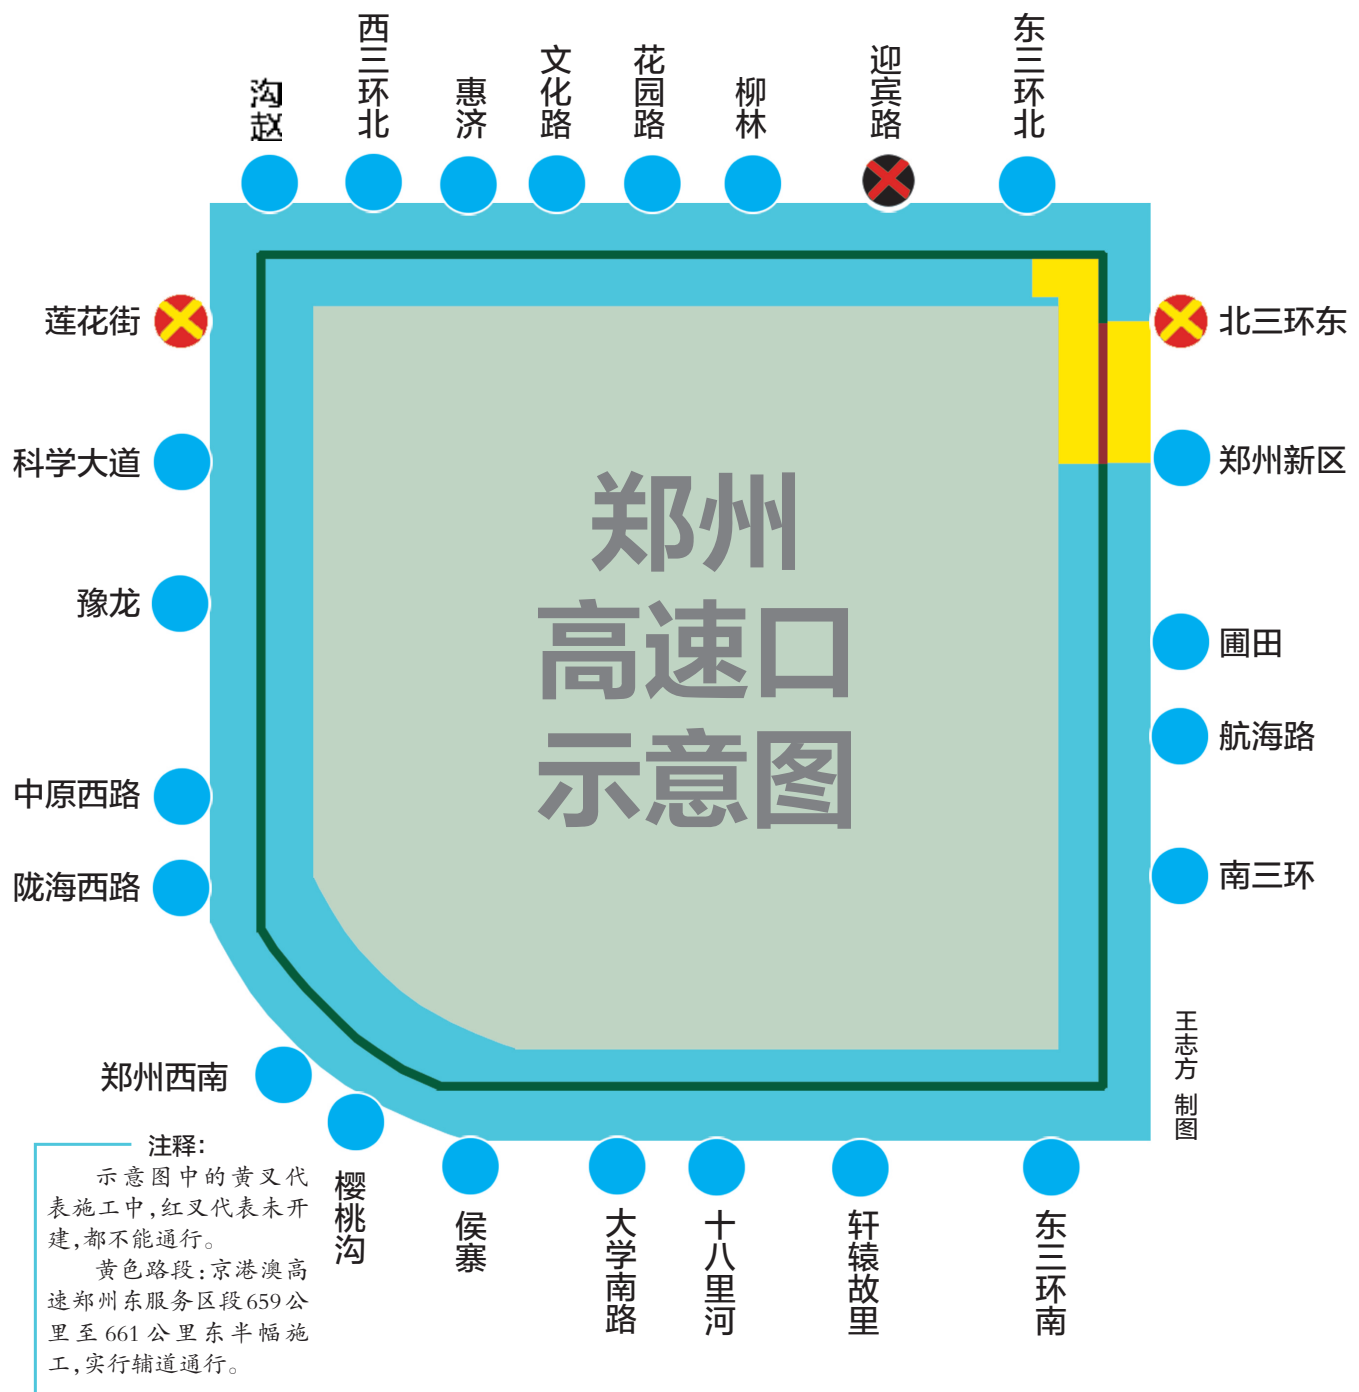 沟赵
西三环北
惠济
文化路
花园路
柳林
迎宾路
东三环北
莲花街
北三环东
科学大道
郑州新区
豫龙
圃田
航海路
中原西路
陇海西路
南三环
郑州
高速口
示意图
郑州西南
樱桃沟
侯寨
大学南路
十八里河
轩辕故里
东三环南
王志方 制图
注释：
示意图中的黄叉代
表施工中，红叉代表未开
建，都不能通行。
黄色路段：京港澳高
速郑州东服务区段659公
里至661公里东半幅施
工，实行辅道通行。